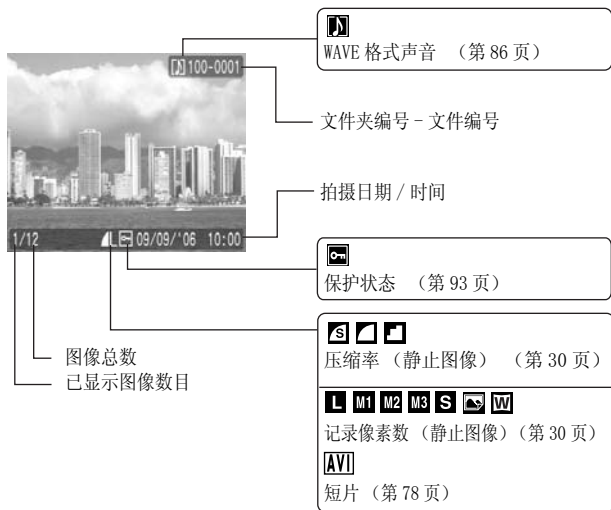 WAVE 格式声音 （第 86 页）
100-0001
文件夹编号 - 文件编号
拍摄日期 / 时间
1/12 L 09/09/'06 10:00
保护状态 （第 93 页）
图像总数
已显示图像数目
S
压缩率 （静止图像） （第 30 页）
L M1 M2 M3 S W
记录像素数 （静止图像）（第 30 页）
AVI
短片 （第 78 页）